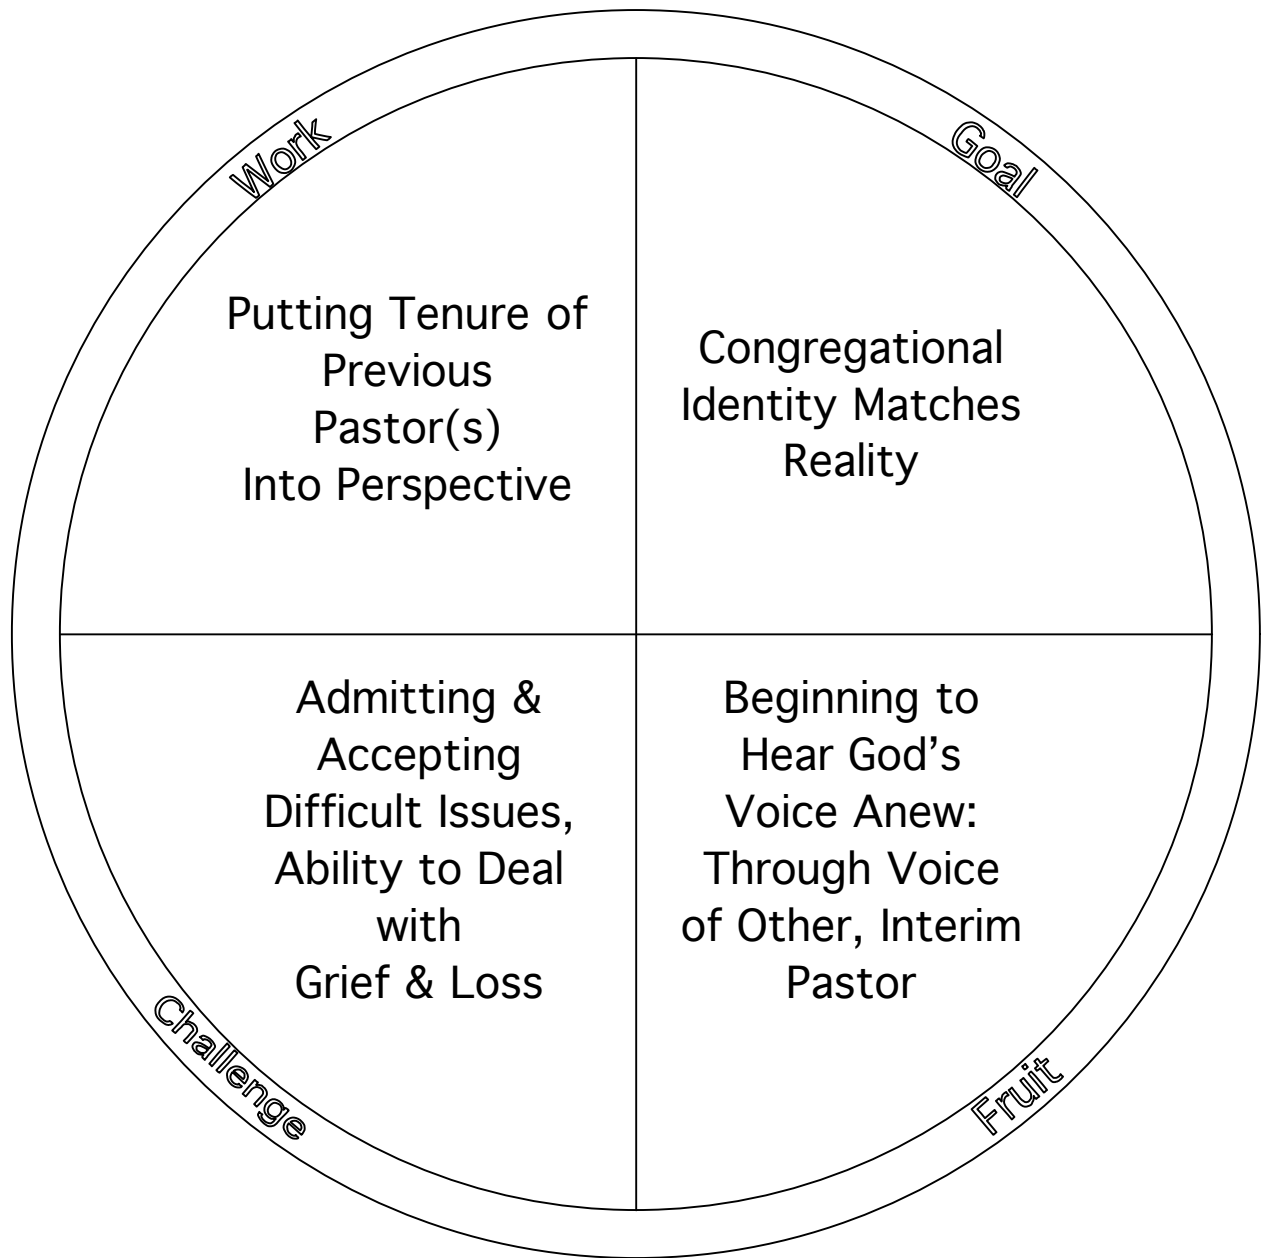 Work
Goal
Putting Tenure of
Previous
Pastor(s)
Into Perspective
Congregational
Identity Matches
Reality
Admitting &
Accepting
Difficult Issues,
Ability to Deal
with
Grief & Loss
Beginning to
Hear God’s
Voice Anew:
Through Voice
of Other, Interim
Pastor
Challenge
Fruit